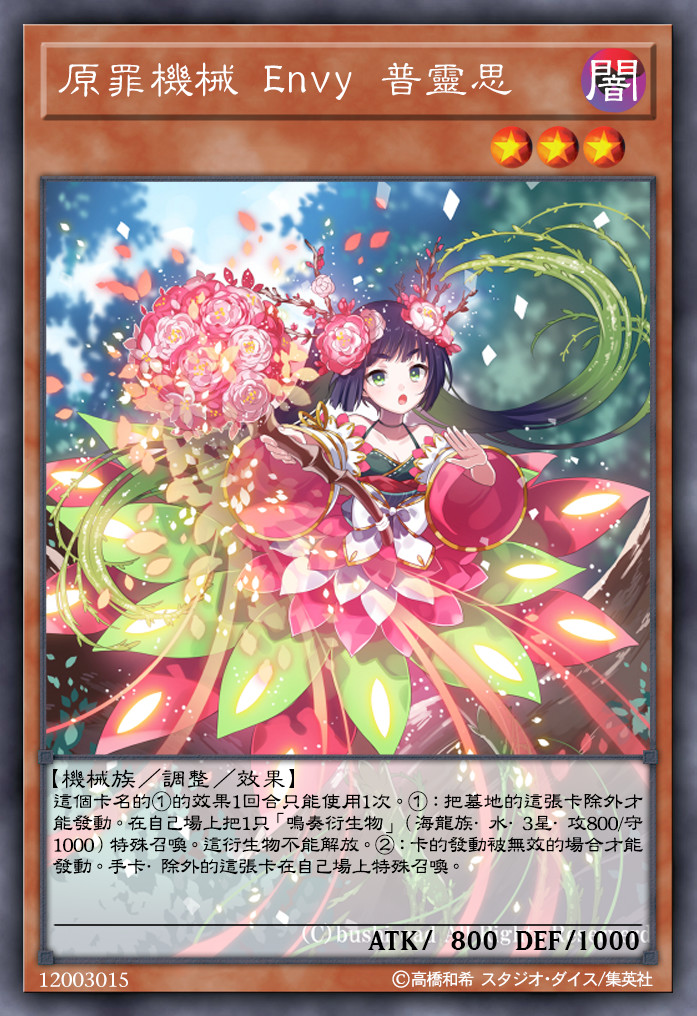 原罪機械 Envy 普靈思
闇
【機械族／調整／效果】
這個卡名的①的效果1回合只能使用1次。①：把墓地的這張卡除外才
能發動。在自己場上把1只「鳴奏衍生物」（海龍族·水·3星·攻800/守
1000）特殊召喚。這衍生物不能解放。②：卡的發動被無效的場合才能
發動。手卡·除外的這張卡在自己場上特殊召喚。
(C)bushiroad All Rights Reserved
ATK/ 800 DEF/1000
12003015
©高橋和希 スタジオ・ダイス/集英社